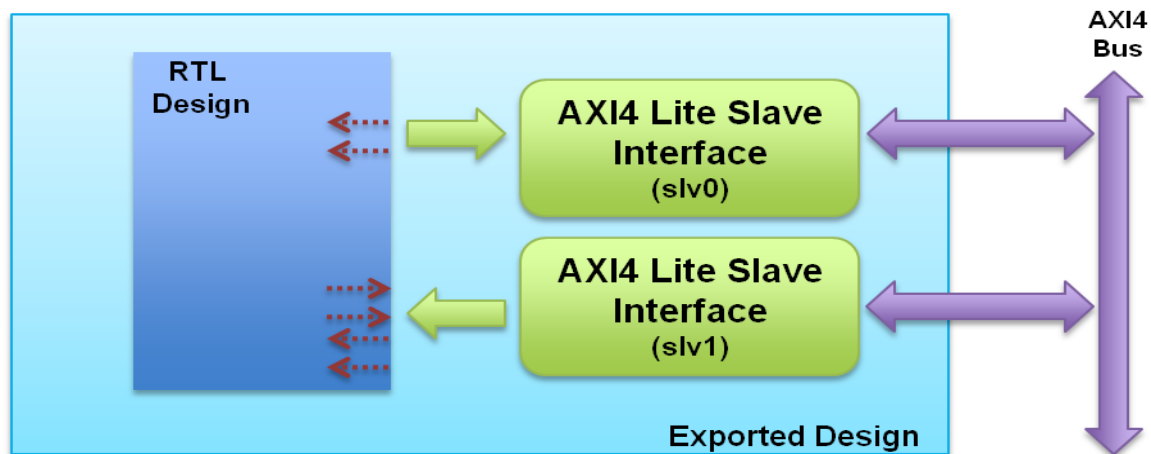 RTL
Design
AXI4 Lite Slave
Interface
(slv0)
AXI4 Lite Slave
Interface
(slv1)
Exported Design
AXI4
Bus